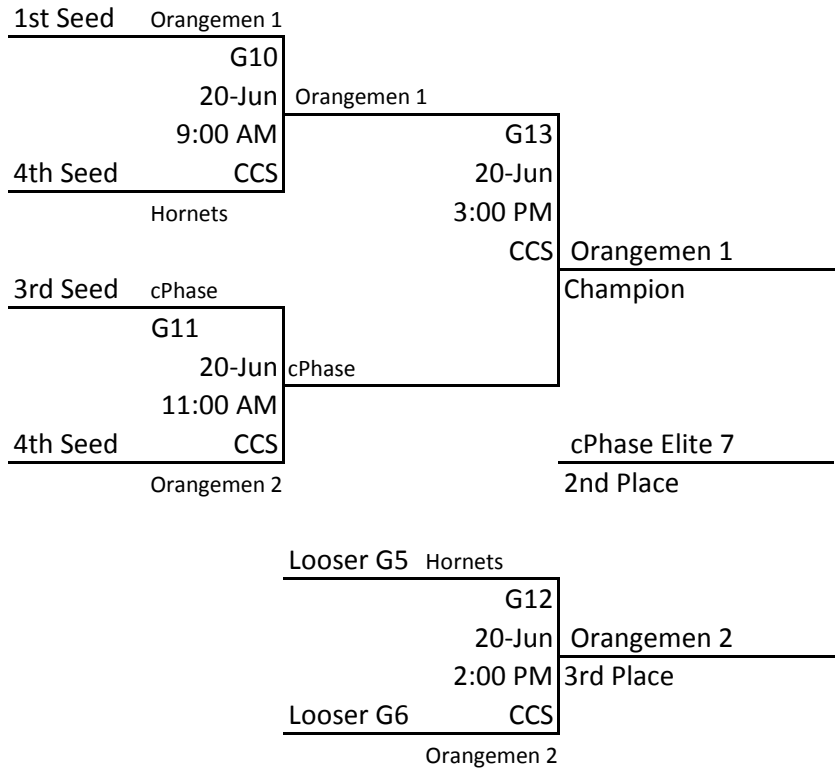 1st Seed Orangemen 1
G10
20-Jun Orangemen 1
9:00 AM G13
4th Seed CCS 20-Jun
Hornets 3:00 PM
CCS Orangemen 1
3rd Seed cPhase Champion
G11
20-Jun cPhase
11:00 AM
4th Seed CCS cPhase Elite 7
Orangemen 2 2nd Place
Looser G5 Hornets
G12
20-Jun Orangemen 2
2:00 PM 3rd Place
Looser G6 CCS
Orangemen 2